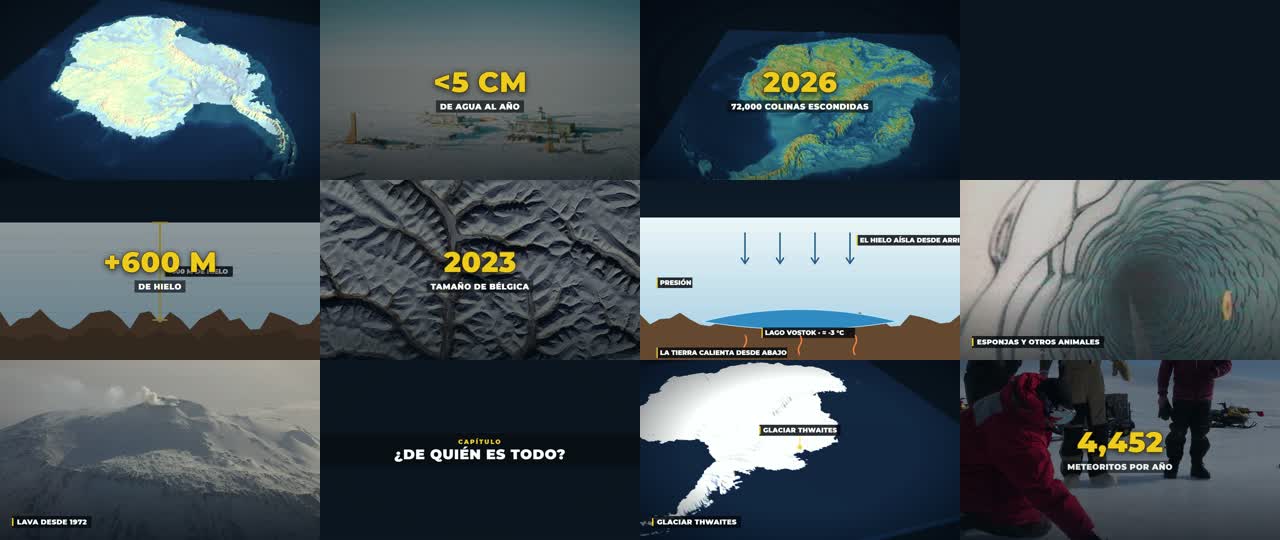 <5 CM
DE AGUA AL AÑO
2026
72,000 COLINAS ESCONDIDAS
+600 M
DE HIELO
2023
TAMAÑO DE BÉLGICA
EL HIELO AÍSLA DESDE ARRI
PRESIÓN
LAGO VOSTOK · ≈ -3 °C
LA TIERRA CALIENTA DESDE ABAJO
ESPONJAS Y OTROS ANIMALES
LAVA DESDE 1972
CAPÍTULO
¿DE QUIÉN ES TODO?
GLACIAR THWAITES
GLACIAR THWAITES
4,452
METEORITOS POR AÑO